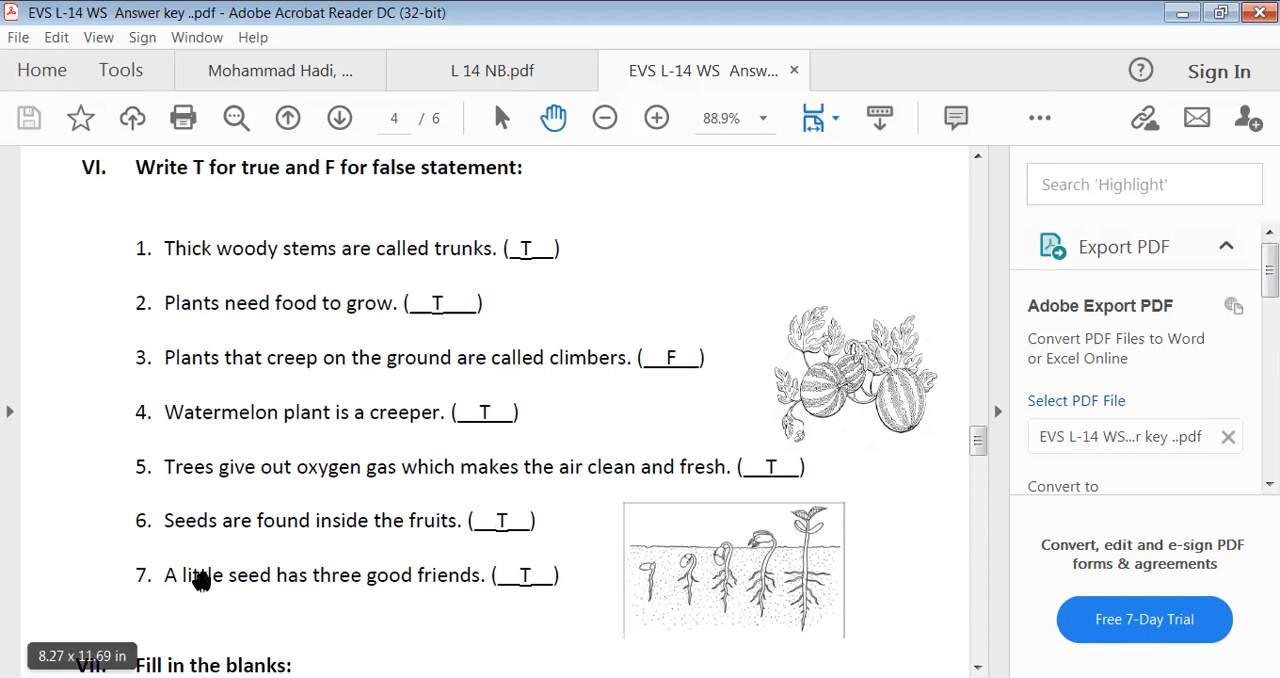 EVS L-14 WS  Answer key ..pdf - Adobe Acrobat Reader DC (32-bit)
File Edit View Sign Window Help
Home Tools Mohammad Hadi, ... L 14 NB.pdf EVS L-14 WS  Answ... × ? Sign In
4 / 6 88.9%
VI. Write T for true and F for false statement:
1. Thick woody stems are called trunks. (_T__)
2. Plants need food to grow. (__T___)
3. Plants that creep on the ground are called climbers. (__F__)
4. Watermelon plant is a creeper. (__T__)
5. Trees give out oxygen gas which makes the air clean and fresh. (__T__)
6. Seeds are found inside the fruits. (__T__)
7. A little seed has three good friends. (__T__)
8.27 x 11.69 in
VII. Fill in the blanks:
Search 'Highlight'
Export PDF
Adobe Export PDF
Convert PDF Files to Word
or Excel Online
Select PDF File
EVS L-14 WS...r key ..pdf
Convert to
Convert, edit and e-sign PDF
forms & agreements
Free 7-Day Trial